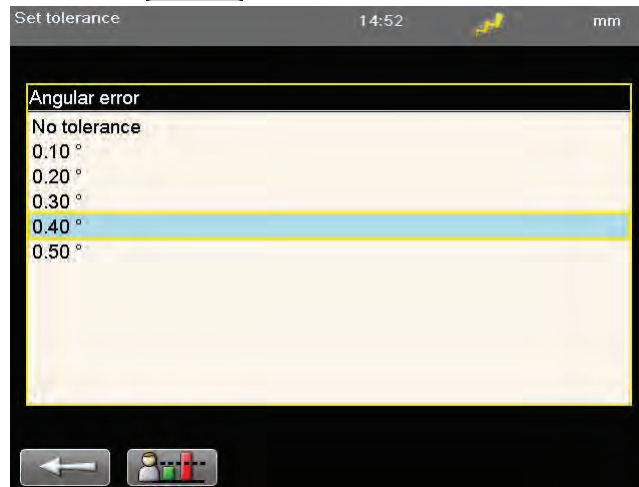 Set tolerance 14:52 mm
Angular error
No tolerance
0.10 °
0.20 °
0.30 °
0.40 °
0.50 °